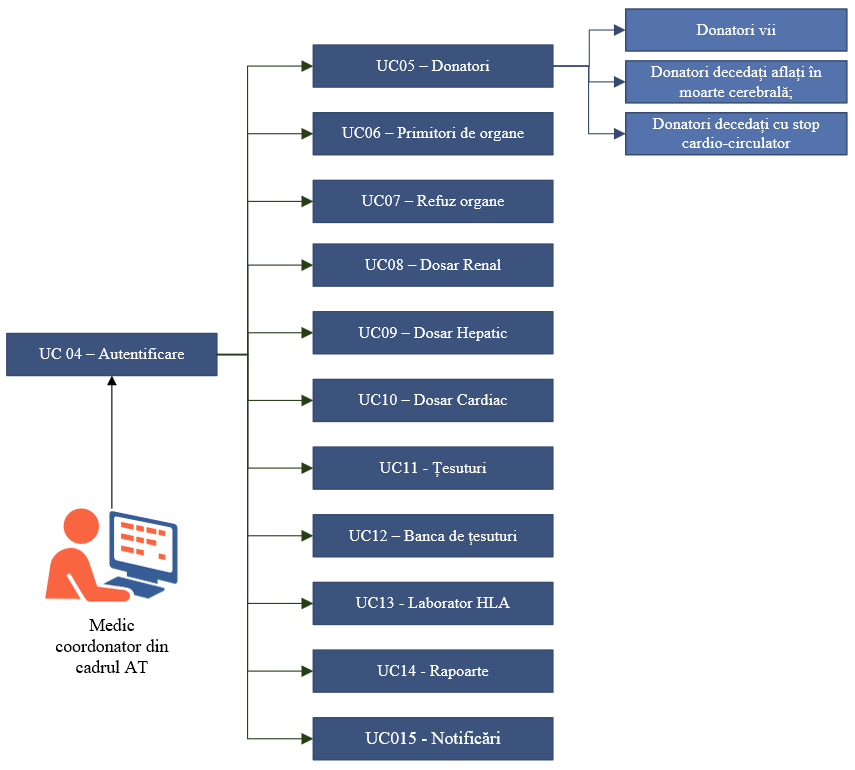 UC05 – Donatori
Donatori vii
Donatori decedați aflați în
moarte cerebrală;
Donatori decedați cu stop
cardio-circulator
UC06 – Primitori de organe
UC07 – Refuz organe
UC08 – Dosar Renal
UC09 – Dosar Hepatic
UC 04 – Autentificare
UC10 – Dosar Cardiac
UC11 - Țesuturi
UC12 – Banca de țesuturi
UC13 - Laborator HLA
UC14 - Rapoarte
UC015 - Notificări
Medic
coordonator din
cadrul AT